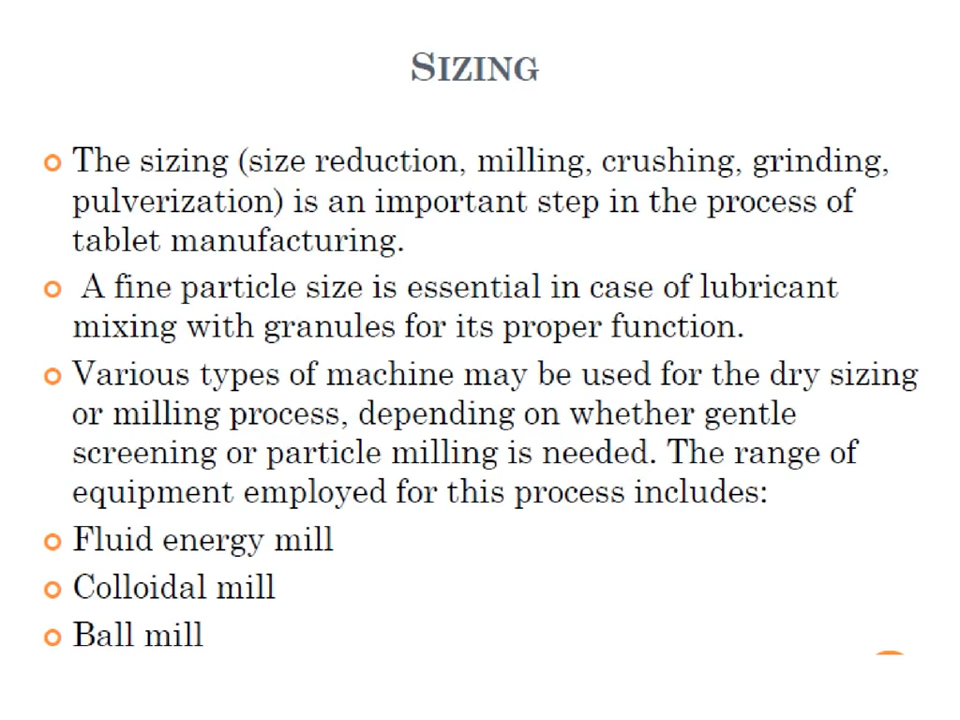 SIZING
The sizing (size reduction, milling, crushing, grinding,
pulverization) is an important step in the process of
tablet manufacturing.
A fine particle size is essential in case of lubricant
mixing with granules for its proper function.
Various types of machine may be used for the dry sizing
or milling process, depending on whether gentle
screening or particle milling is needed. The range of
equipment employed for this process includes:
Fluid energy mill
Colloidal mill
Ball mill